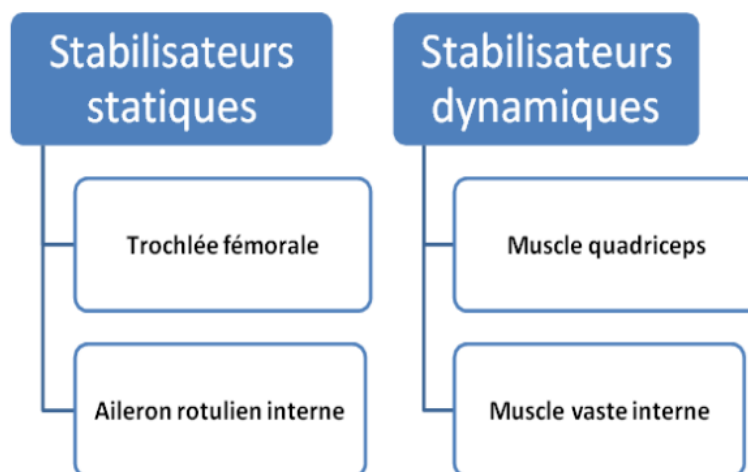 Stabilisateurs
statiques
Trochlée fémorale
Aileron rotulien interne
Stabilisateurs
dynamiques
Muscle quadriceps
Muscle vaste interne